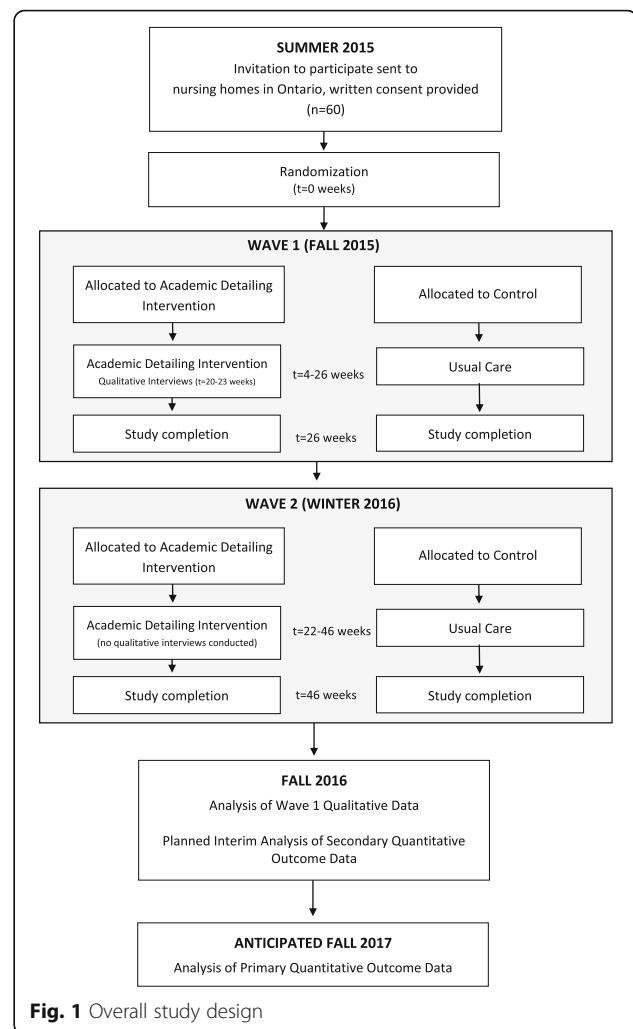 SUMMER 2015
Invitation to participate sent to
nursing homes in Ontario, written consent provided
(n=60)
Randomization
(t=0 weeks)
WAVE 1 (FALL 2015)
Allocated to Academic Detailing
Intervention
Allocated to Control
Academic Detailing Intervention
Qualitative Interviews (t=20-23 weeks)
t=4-26 weeks
Usual Care
Study completion
t=26 weeks
Study completion
WAVE 2 (WINTER 2016)
Allocated to Academic Detailing
Intervention
Allocated to Control
Academic Detailing Intervention
(no qualitative interviews conducted)
t=22-46 weeks
Usual Care
Study completion
t=46 weeks
Study completion
FALL 2016
Analysis of Wave 1 Qualitative Data
Planned Interim Analysis of Secondary Quantitative
Outcome Data
ANTICIPATED FALL 2017
Analysis of Primary Quantitative Outcome Data
Fig. 1 Overall study design